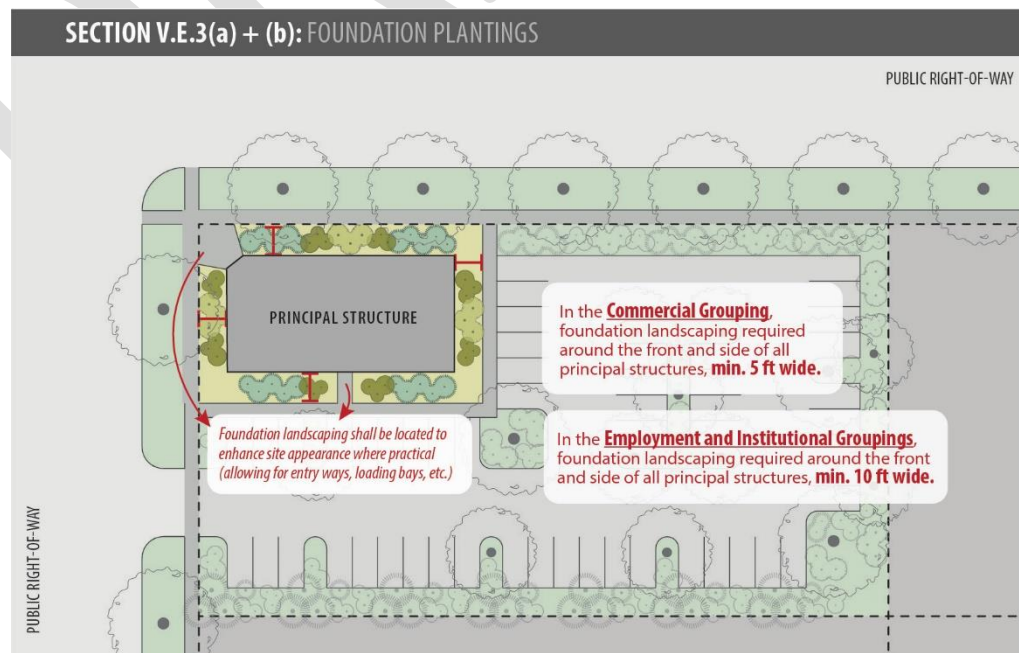 SECTION V.E.3(a) + (b): FOUNDATION PLANTINGS
PUBLIC RIGHT-OF-WAY
PRINCIPAL STRUCTURE
In the Commercial Grouping,
foundation landscaping required
around the front and side of all
principal structures, min. 5 ft wide.
Foundation landscaping shall be located to
enhance site appearance where practical
(allowing for entry ways, loading bays, etc.)
In the Employment and Institutional Groupings,
foundation landscaping required around the front
and side of all principal structures, min. 10 ft wide.
PUBLIC RIGHT-OF-WAY